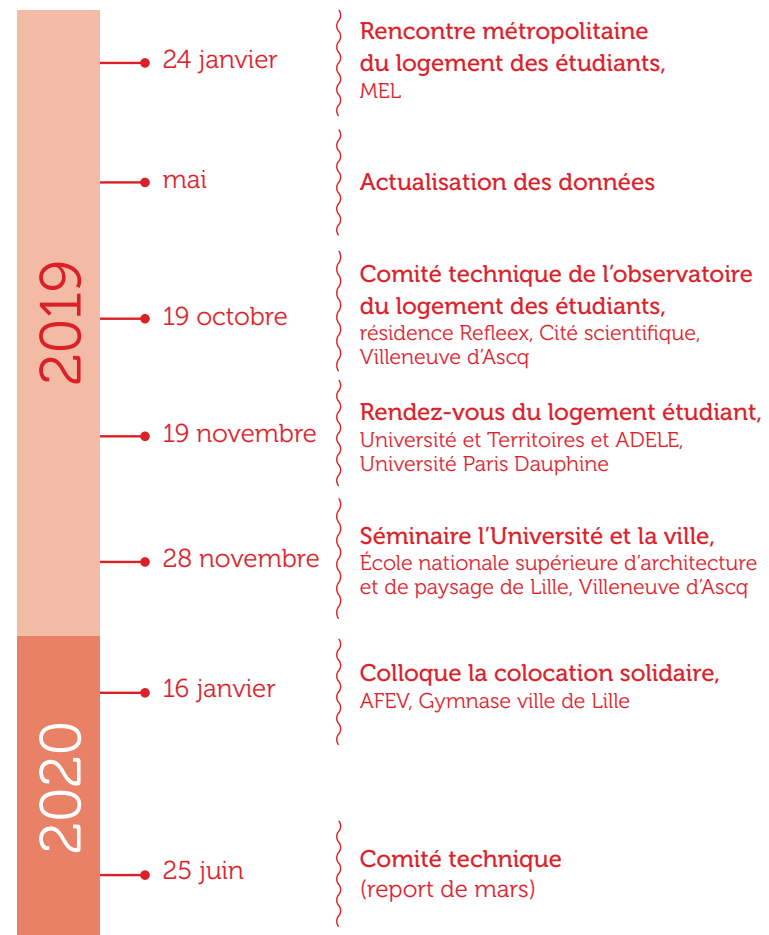 2019
24 janvier
Rencontre métropolitaine
du logement des étudiants,
MEL
mai
Actualisation des données
19 octobre
Comité technique de l'observatoire
du logement des étudiants,
résidence Refleex, Cité scientifique,
Villeneuve d'Ascq
19 novembre
Rendez-vous du logement étudiant,
Université et Territoires et ADELE,
Université Paris Dauphine
28 novembre
Séminaire l'Université et la ville,
École nationale supérieure d'architecture
et de paysage de Lille, Villeneuve d'Ascq
2020
16 janvier
Colloque la colocation solidaire,
AFEV, Gymnase ville de Lille
25 juin
Comité technique
(report de mars)